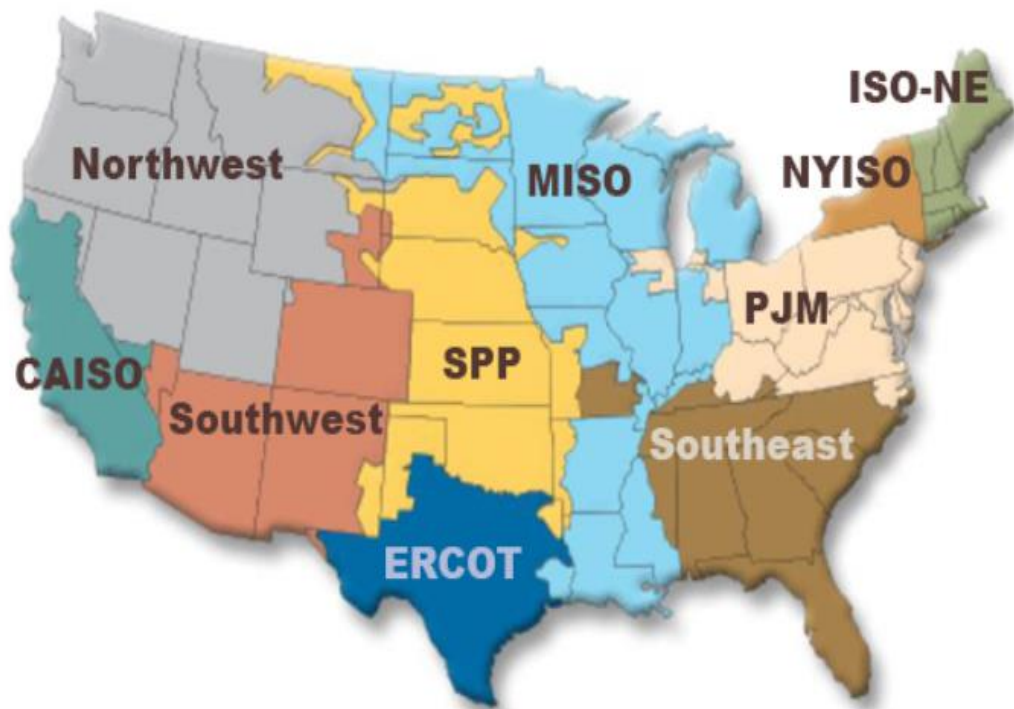 ISO-NE
Northwest
MISO
NYISO
PJM
CAISO
SPP
Southwest
Southeast
ERCOT